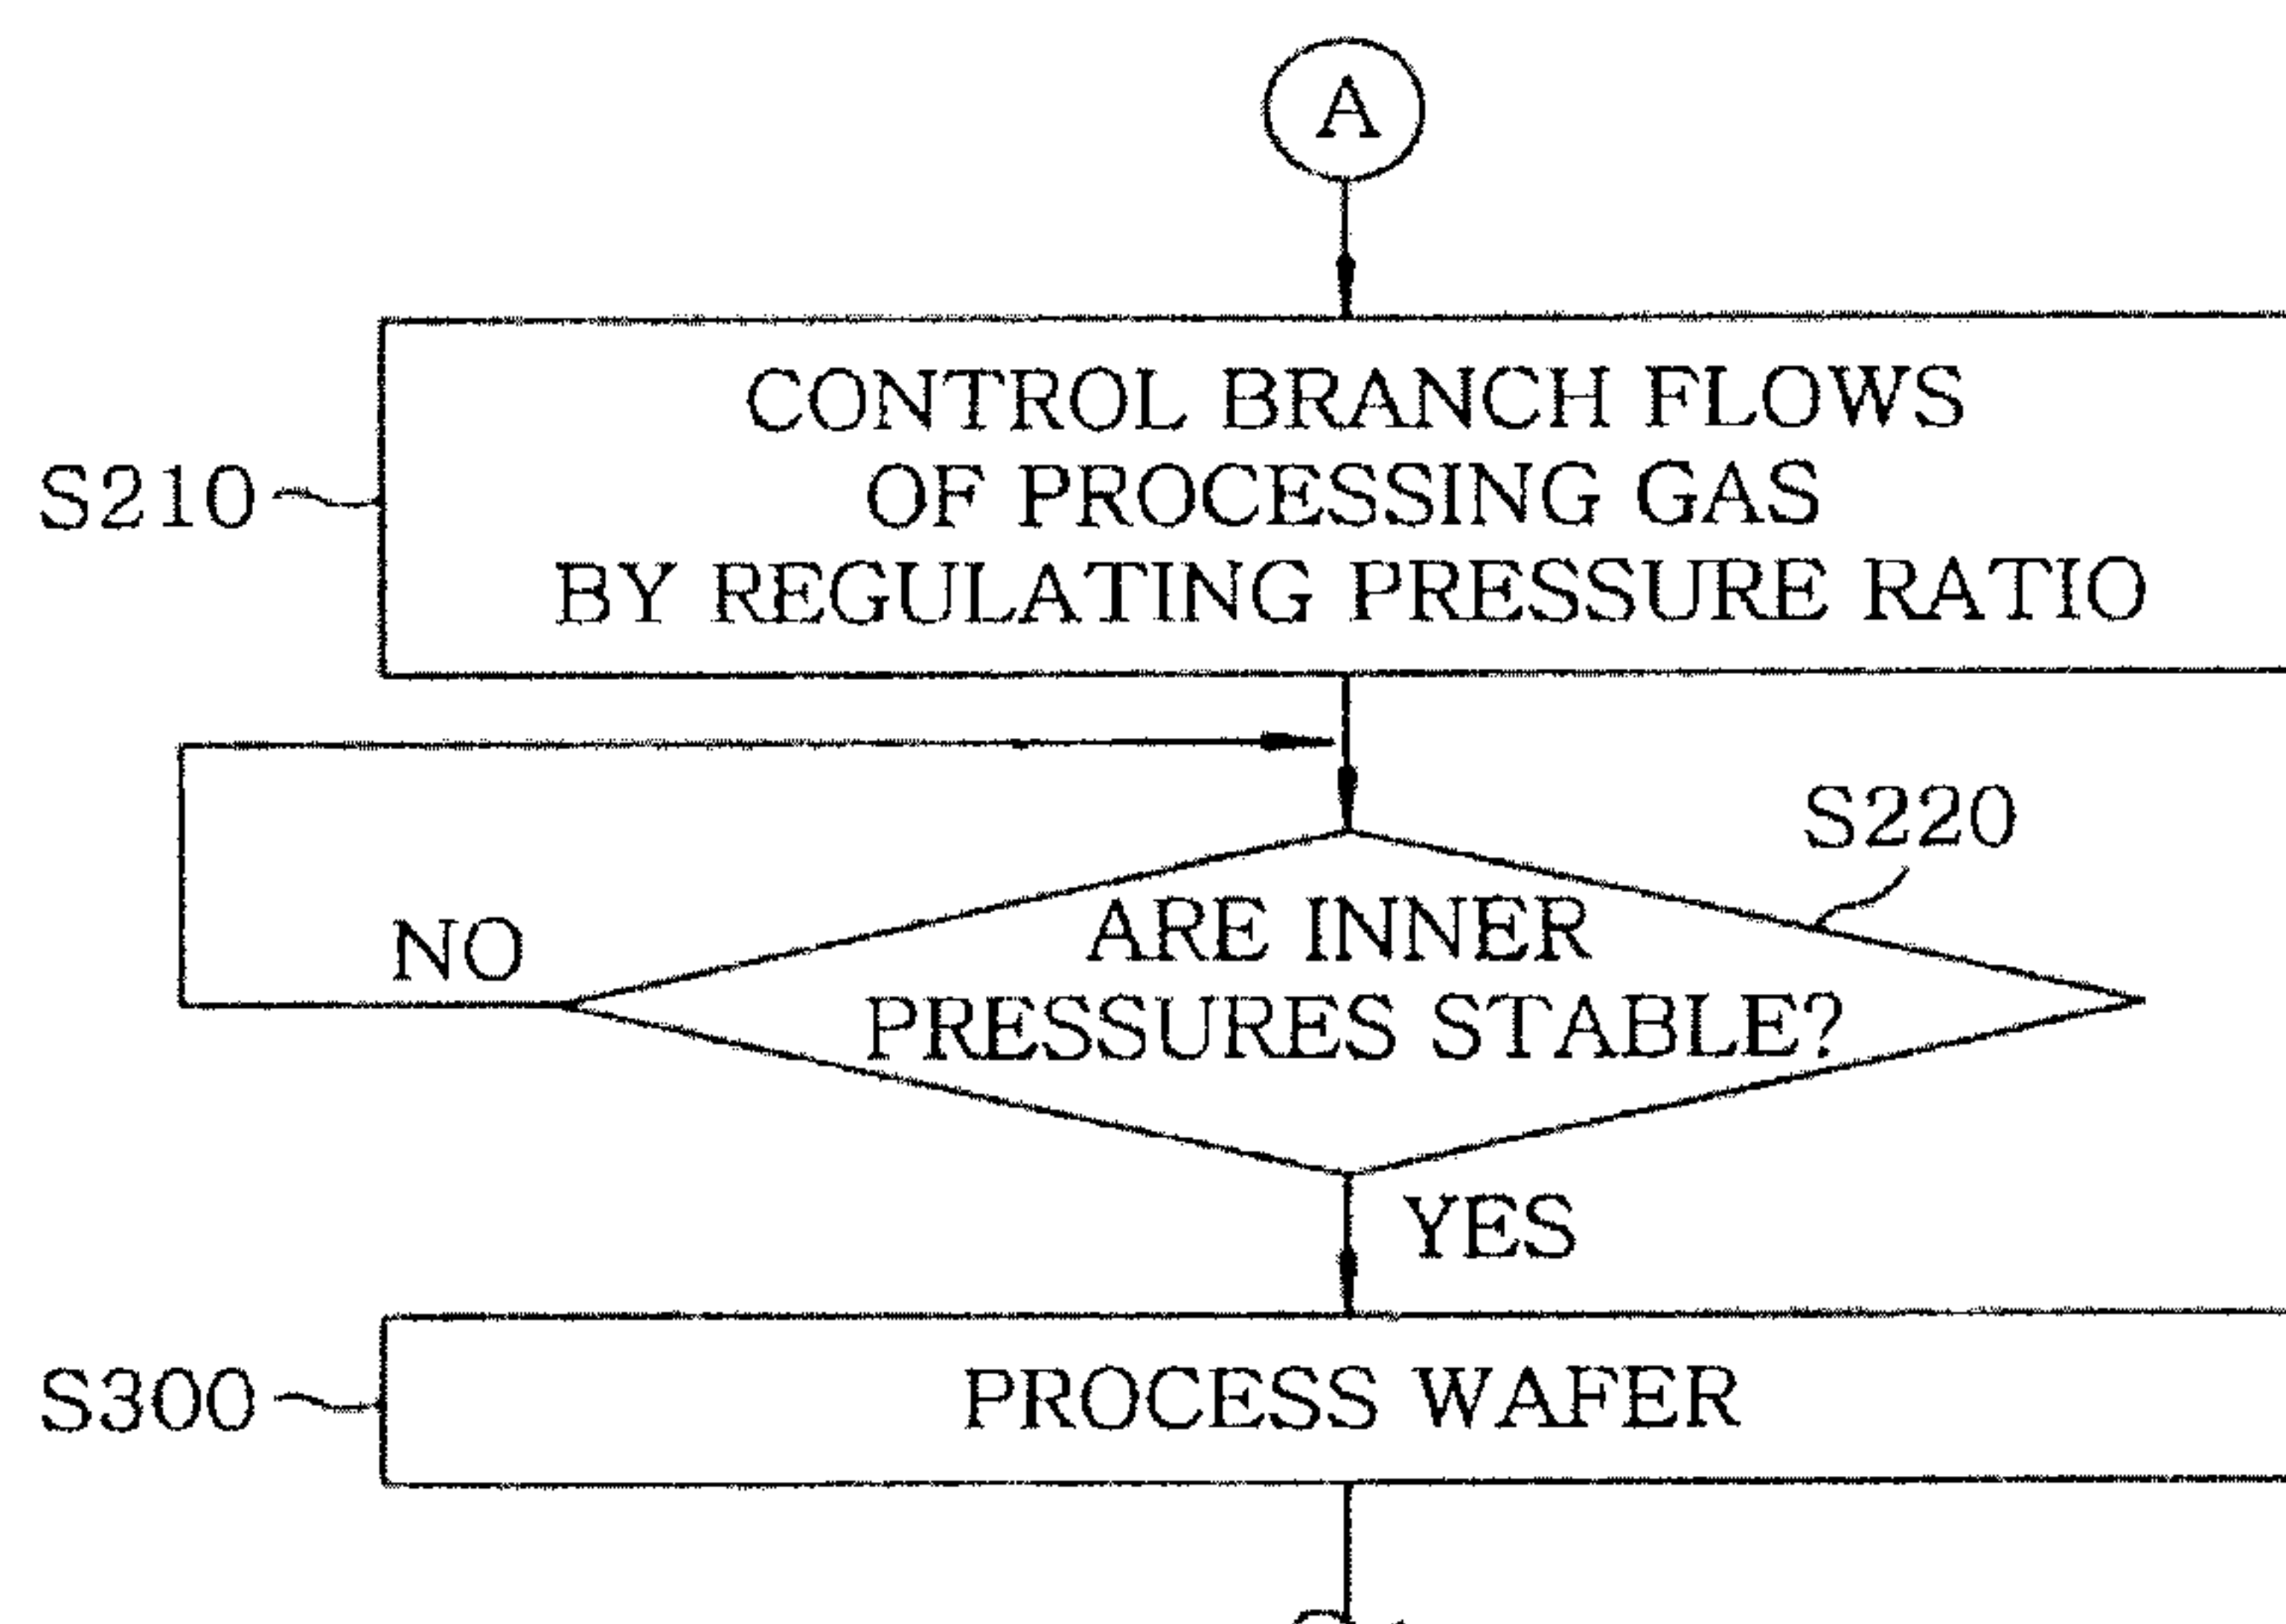 A
CONTROL BRANCH FLOWS
OF PROCESSING GAS
BY REGULATING PRESSURE RATIO
S210
S220
ARE INNER
PRESSURES STABLE?
NO
YES
S300
PROCESS WAFER